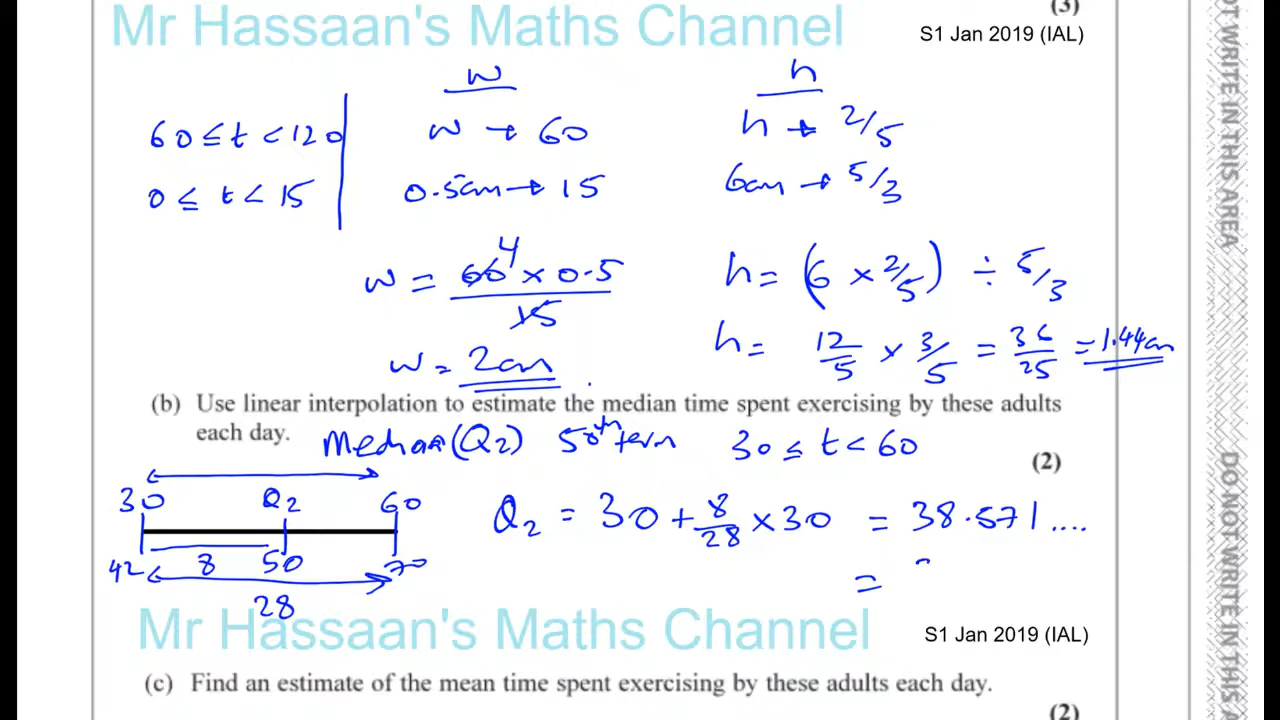 (3)
Mr Hassaan's Maths Channel
S1 Jan 2019 (IAL)
w h
60 ≤ t < 120 w → 60 h → 2/5
0 ≤ t < 15 0.5cm → 15 6cm → 5/3
w = 60 4 × 0.5 / 15 h = (6 × 2/5) ÷ 5/3
h = 12/5 × 3/5 = 36/25 = 1.44cm
w = 2cm
(b) Use linear interpolation to estimate the median time spent exercising by these adults
each day.
Median (Q2) 50th term 30 ≤ t < 60
(2)
30 Q2 60
Q2 = 30 + 8/28 × 30 = 38.571....
42 8 50 70
=
28
Mr Hassaan's Maths Channel
S1 Jan 2019 (IAL)
(c) Find an estimate of the mean time spent exercising by these adults each day.
(2)
OT WRITE IN THIS AREA
DO NOT WRITE IN THIS A